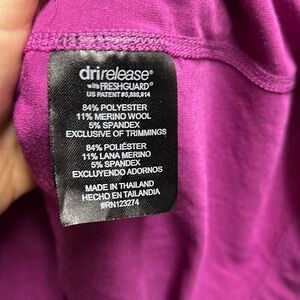 drirelease®
with FRESHGUARD®
US PATENT #5,888,914
84% POLYESTER
11% MERINO WOOL
5% SPANDEX
EXCLUSIVE OF TRIMMINGS
84% POLIÉSTER
11% LANA MERINO
5% SPANDEX
EXCLUYENDO ADORNOS
MADE IN THAILAND
HECHO EN TAILANDIA
#RN123274